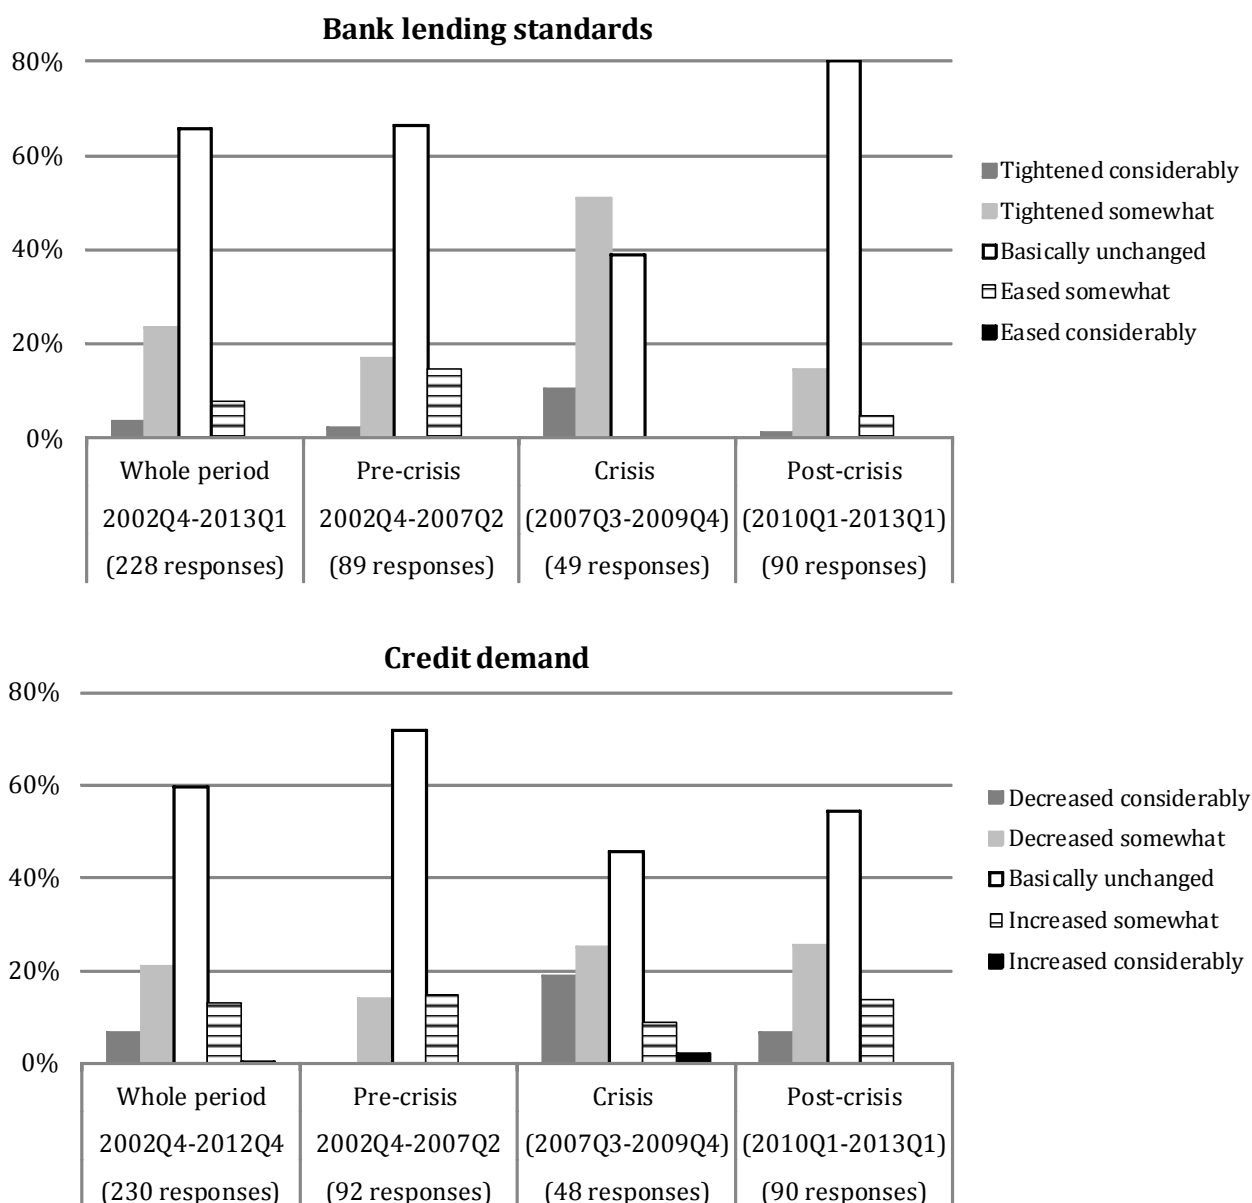 Bank lending standards
80%
60%
40%
20%
0%
Tightened considerably
Tightened somewhat
Basically unchanged
Eased somewhat
Eased considerably
Whole period Pre-crisis Crisis Post-crisis
2002Q4-2013Q1 2002Q4-2007Q2 (2007Q3-2009Q4) (2010Q1-2013Q1)
(228 responses) (89 responses) (49 responses) (90 responses)
Credit demand
80%
60%
40%
20%
0%
Decreased considerably
Decreased somewhat
Basically unchanged
Increased somewhat
Increased considerably
Whole period Pre-crisis Crisis Post-crisis
2002Q4-2012Q4 2002Q4-2007Q2 (2007Q3-2009Q4) (2010Q1-2013Q1)
(230 responses) (92 responses) (48 responses) (90 responses)